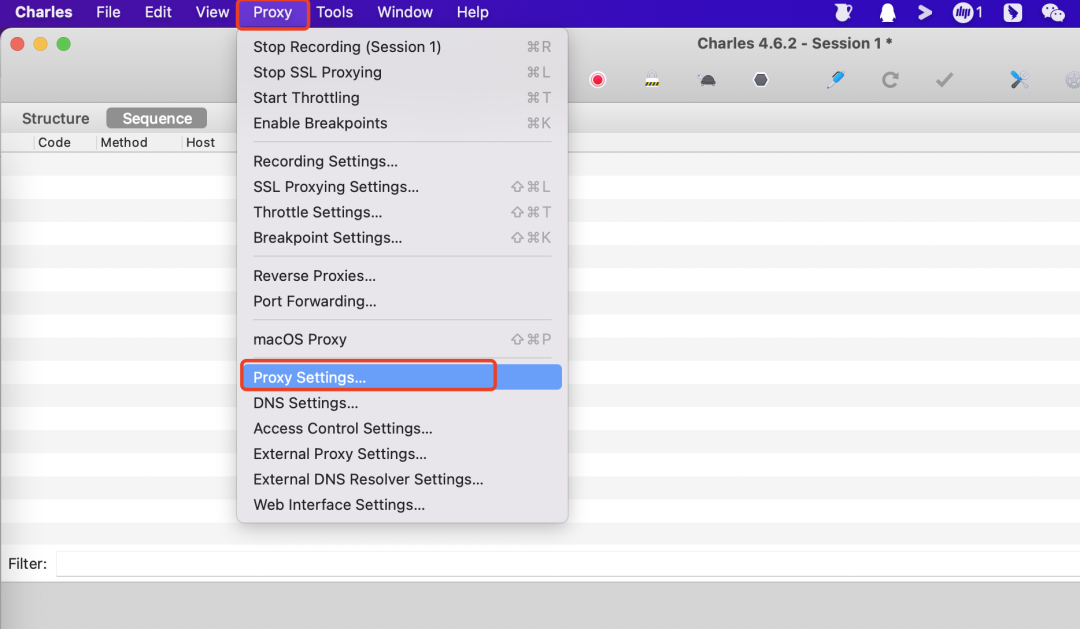 Charles File Edit View Proxy Tools Window Help 1
Charles 4.6.2 - Session 1 *
Stop Recording (Session 1) ⌘R
Stop SSL Proxying ⌘L
Start Throttling ⌘T
Enable Breakpoints ⌘K
Structure Sequence
Code Method Host
Recording Settings...
SSL Proxying Settings... ⇧⌘L
Throttle Settings... ⇧⌘T
Breakpoint Settings... ⇧⌘K
Reverse Proxies...
Port Forwarding...
macOS Proxy ⇧⌘P
Proxy Settings...
DNS Settings...
Access Control Settings...
External Proxy Settings...
External DNS Resolver Settings...
Web Interface Settings...
Filter: